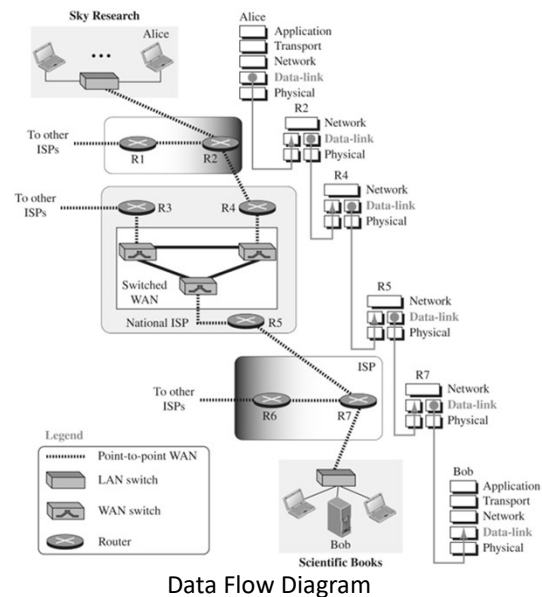 Sky Research
Alice
Alice
Application
Transport
Network
Data-link
Physical
R2
Network
Data-link
Physical
To other
ISPs
R1
R2
R4
Network
Data-link
Physical
To other
ISPs
R3
R4
Switched
WAN
National ISP
R5
R5
Network
Data-link
Physical
ISP
To other
ISPs
R6
R7
R7
Network
Data-link
Physical
Legend
Point-to-point WAN
LAN switch
WAN switch
Router
Bob
Scientific Books
Bob
Application
Transport
Network
Data-link
Physical
Data Flow Diagram